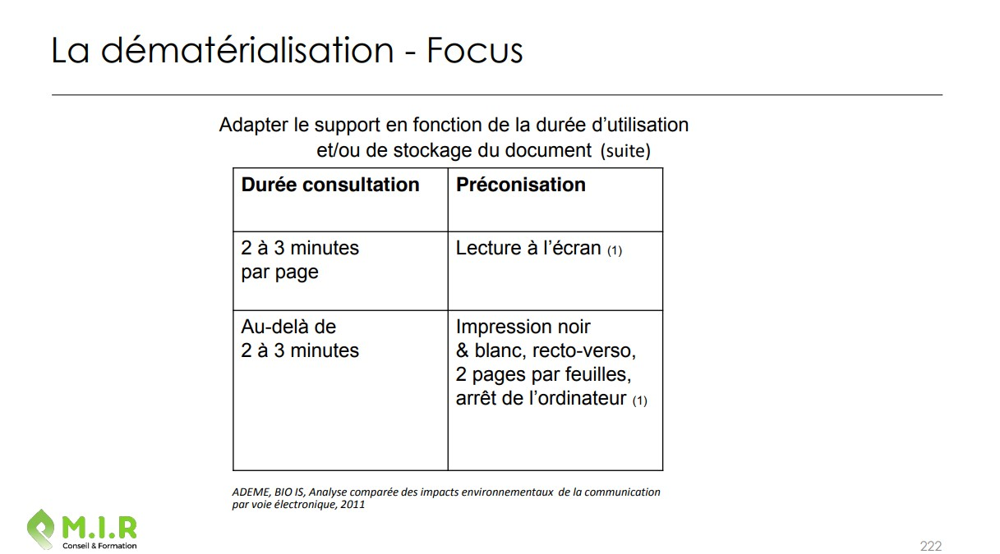 La dématérialisation - Focus
Adapter le support en fonction de la durée d’utilisation
et/ou de stockage du document (suite)
Durée consultation
Préconisation
2 à 3 minutes
par page
Lecture à l’écran (1)
Au-delà de
2 à 3 minutes
Impression noir
& blanc, recto-verso,
2 pages par feuilles,
arrêt de l’ordinateur (1)
ADEME, BIO IS, Analyse comparée des impacts environnementaux de la communication
par voie électronique, 2011
M.I.R
Conseil & Formation
222